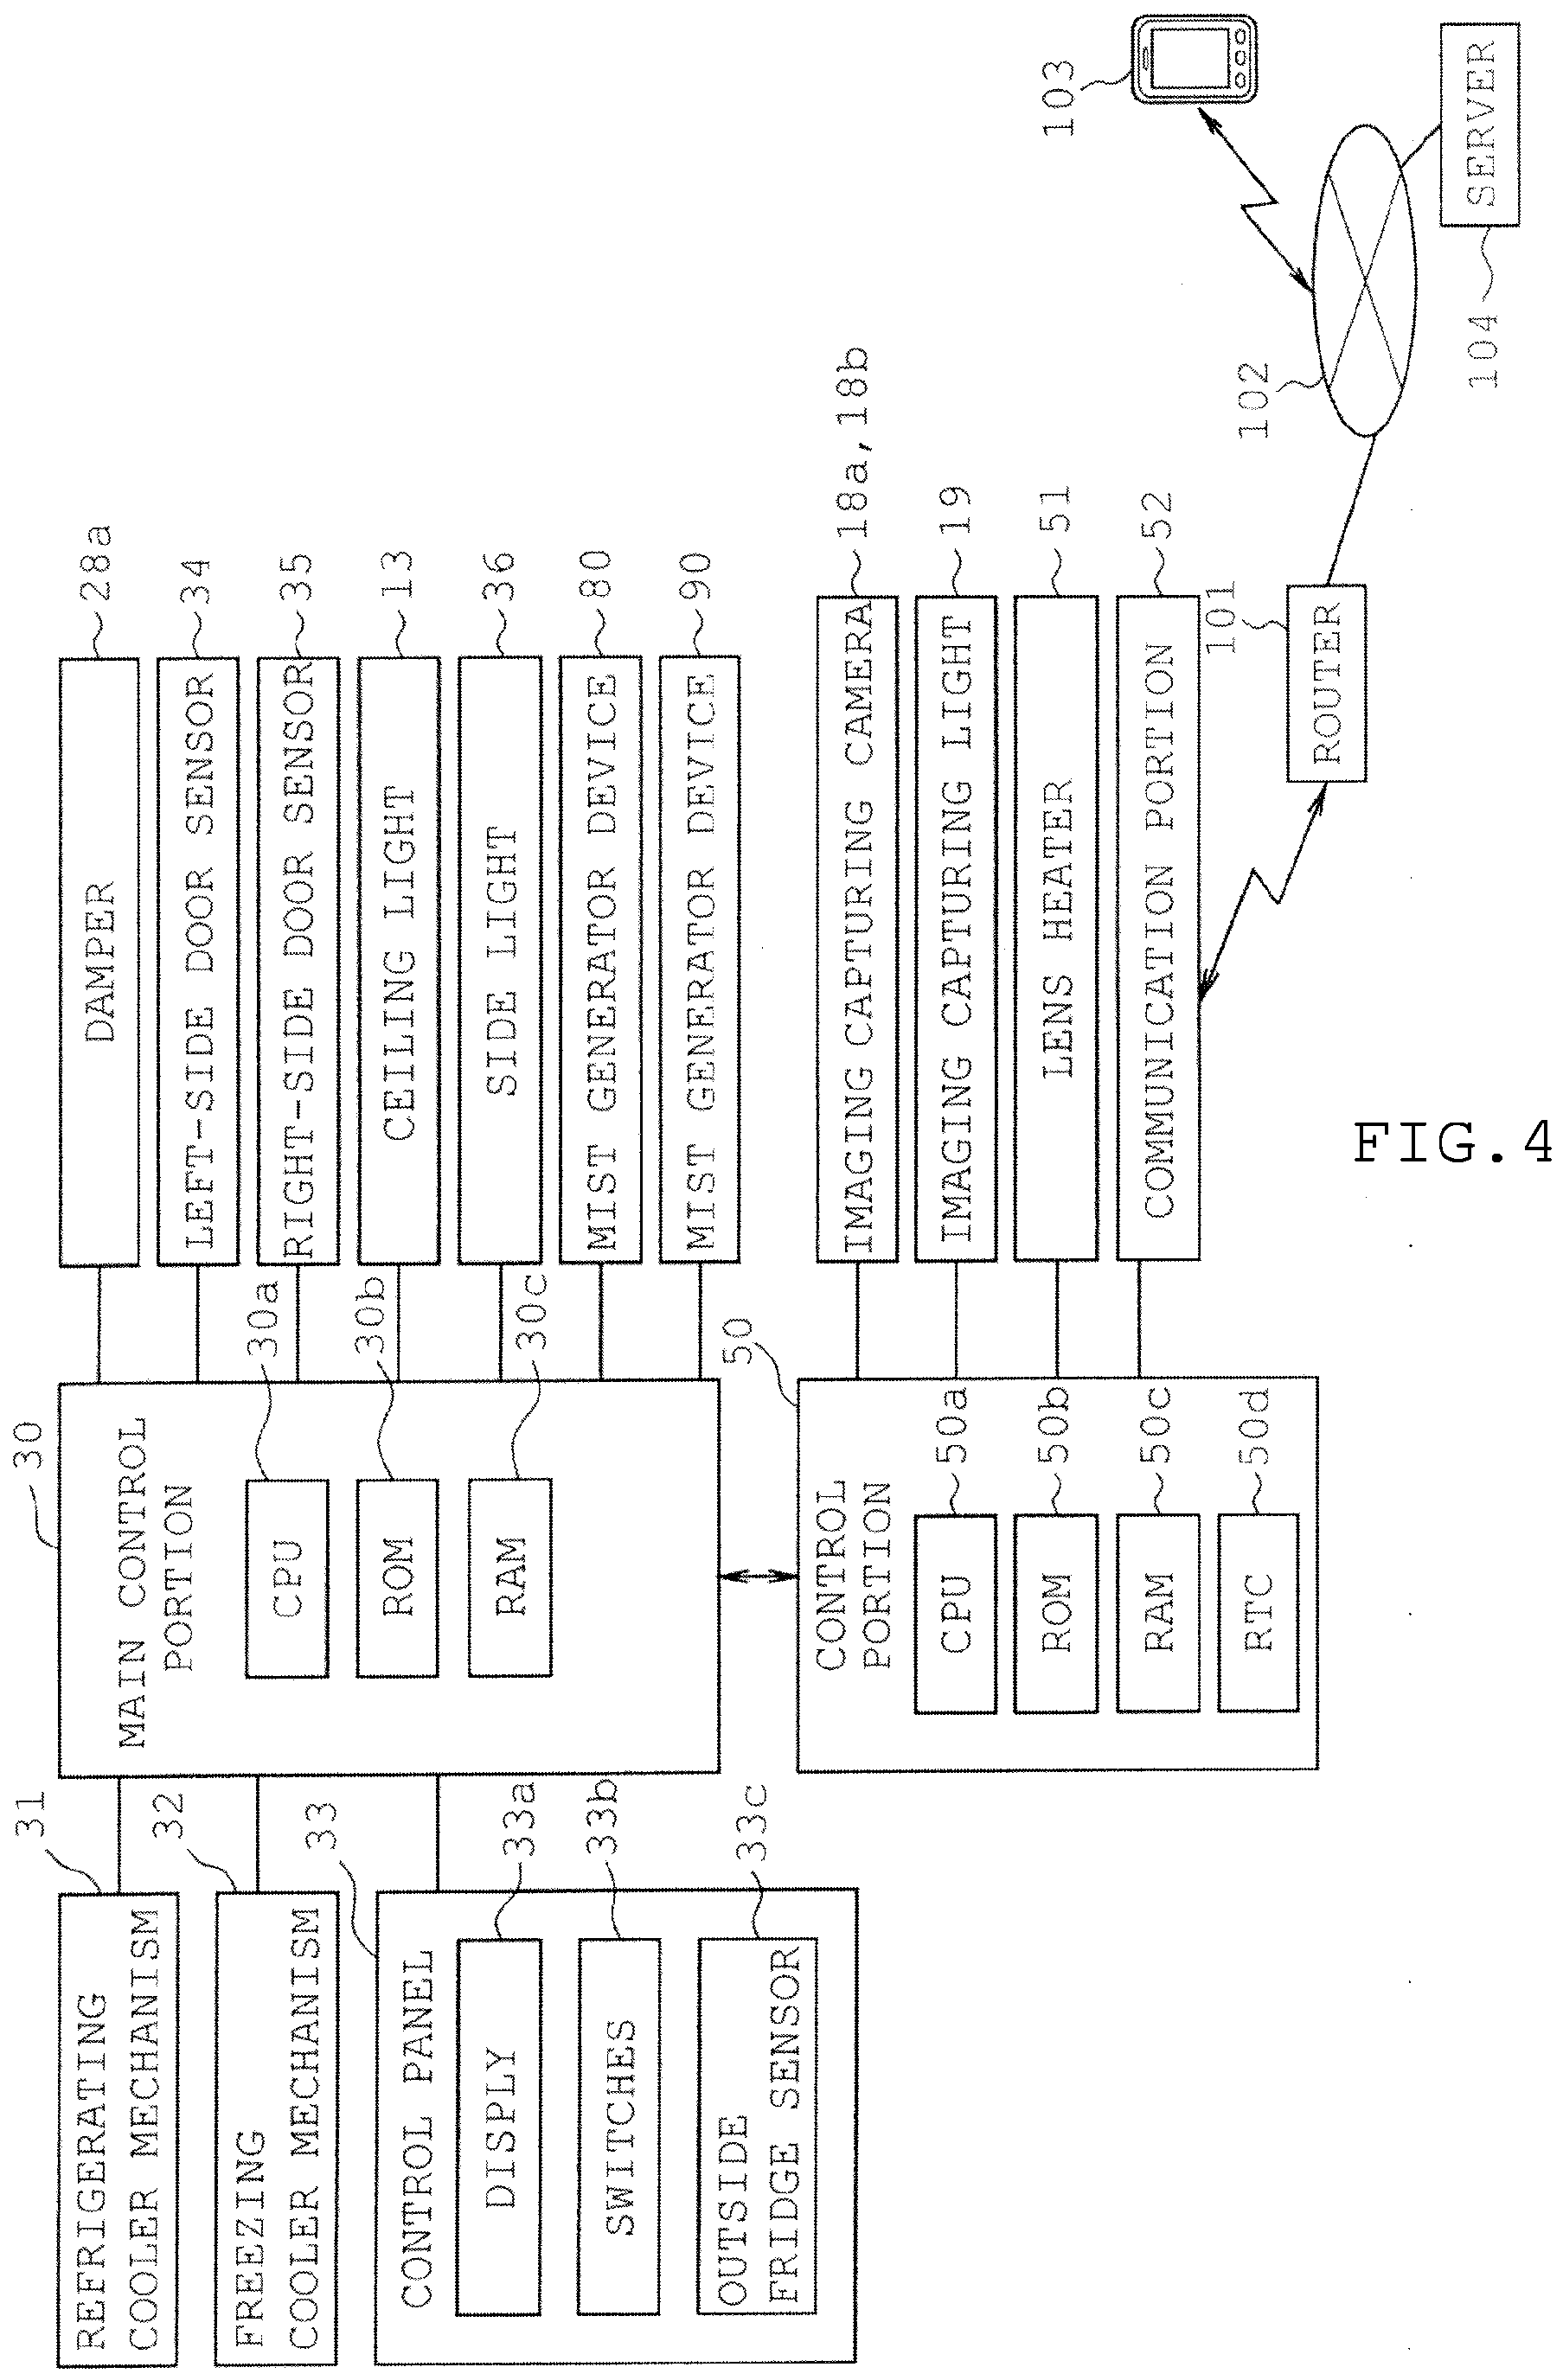 31
REFRIGERATING
COOLER MECHANISM
32
FREEZING
COOLER MECHANISM
33
CONTROL PANEL
DISPLY
33a
SWITCHES
33b
OUTSIDE
FRIDGE SENSOR
33c
30
MAIN CONTROL
PORTION
CPU
30a
ROM
30b
RAM
30c
DAMPER
28a
LEFT-SIDE DOOR SENSOR
34
RIGHT-SIDE DOOR SENSOR
35
CEILING LIGHT
13
SIDE LIGHT
36
MIST GENERATOR DEVICE
80
MIST GENERATOR DEVICE
90
50
CONTROL
PORTION
CPU
50a
ROM
50b
RAM
50c
RTC
50d
IMAGING CAPTURING CAMERA
18a,18b
IMAGING CAPTURING LIGHT
19
LENS HEATER
51
COMMUNICATION PORTION
52
ROUTER
101
102
103
SERVER
104
FIG.4